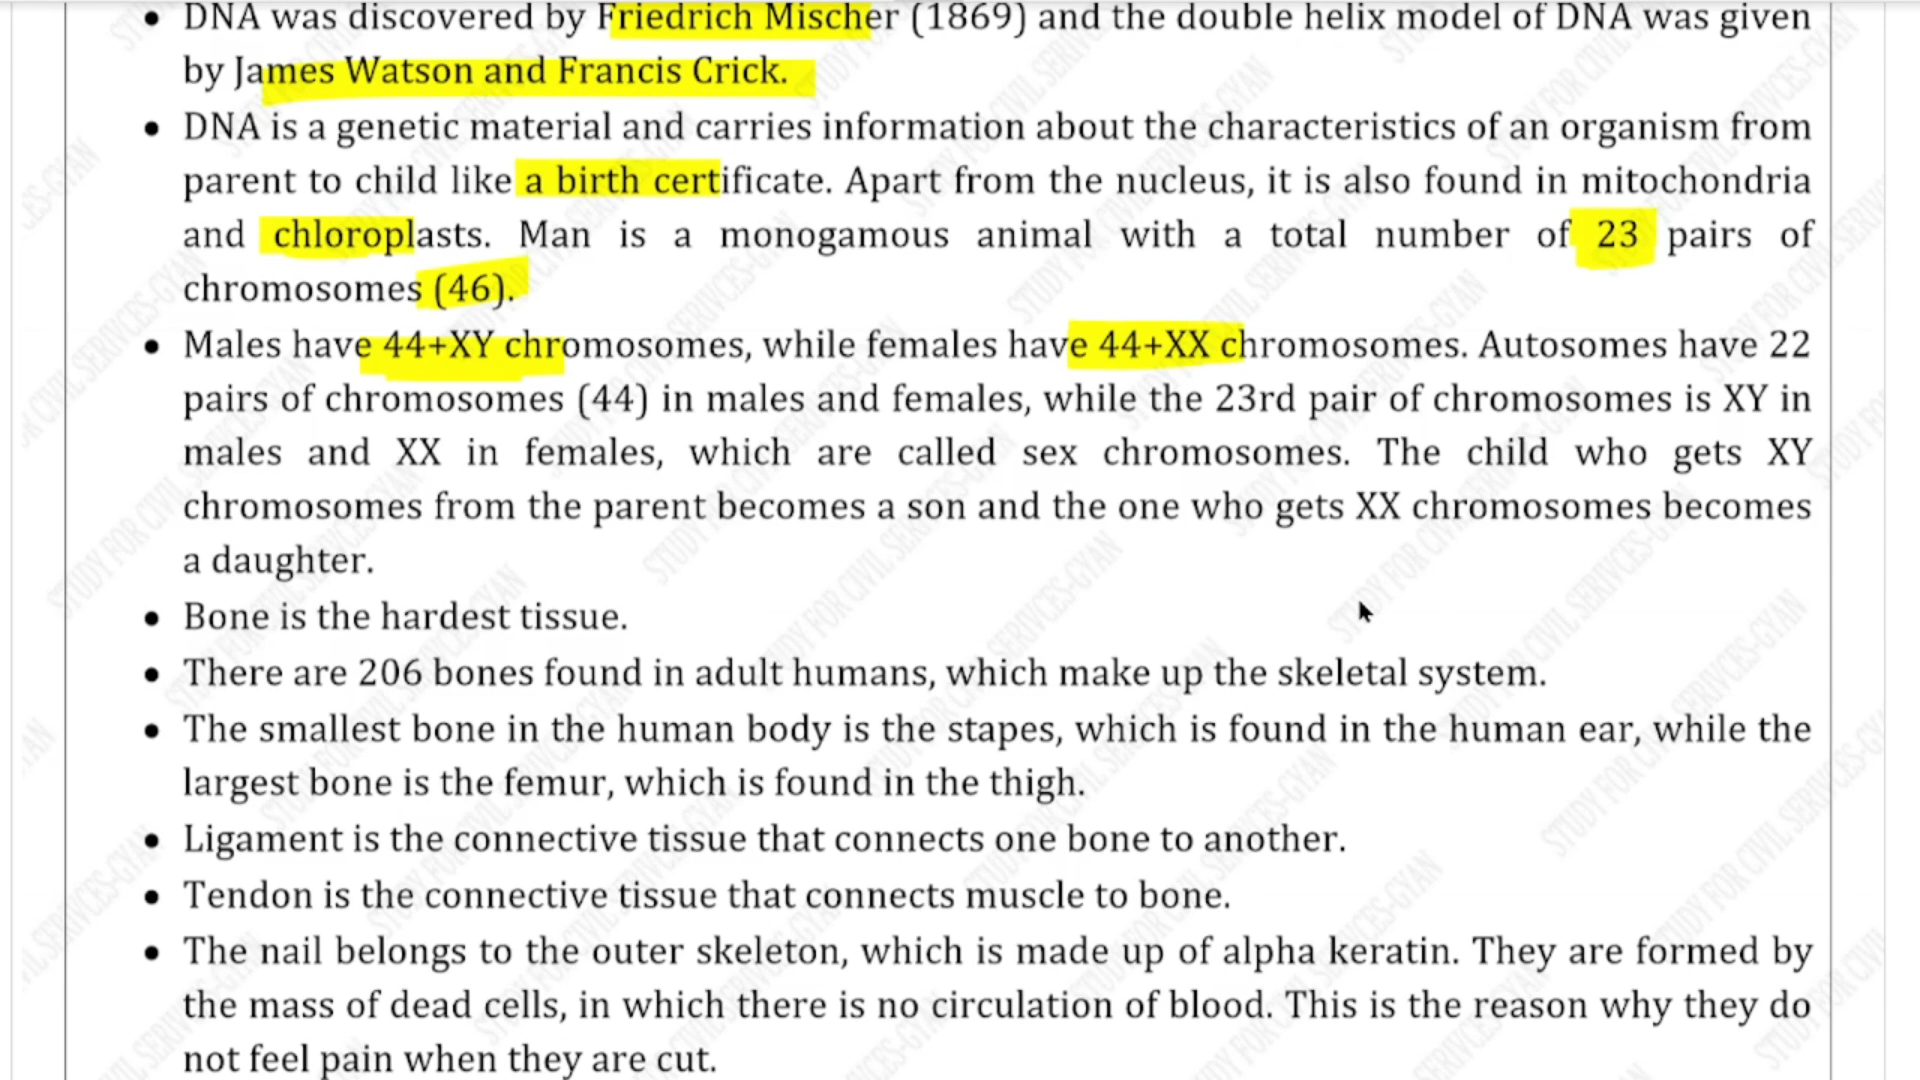 • DNA was discovered by Friedrich Mischer (1869) and the double helix model of DNA was given
by James Watson and Francis Crick.
• DNA is a genetic material and carries information about the characteristics of an organism from
parent to child like a birth certificate. Apart from the nucleus, it is also found in mitochondria
and chloroplasts. Man is a monogamous animal with a total number of 23 pairs of
chromosomes (46).
• Males have 44+XY chromosomes, while females have 44+XX chromosomes. Autosomes have 22
pairs of chromosomes (44) in males and females, while the 23rd pair of chromosomes is XY in
males and XX in females, which are called sex chromosomes. The child who gets XY
chromosomes from the parent becomes a son and the one who gets XX chromosomes becomes
a daughter.
• Bone is the hardest tissue.
• There are 206 bones found in adult humans, which make up the skeletal system.
• The smallest bone in the human body is the stapes, which is found in the human ear, while the
largest bone is the femur, which is found in the thigh.
• Ligament is the connective tissue that connects one bone to another.
• Tendon is the connective tissue that connects muscle to bone.
• The nail belongs to the outer skeleton, which is made up of alpha keratin. They are formed by
the mass of dead cells, in which there is no circulation of blood. This is the reason why they do
not feel pain when they are cut.
STUDY FOR CIVIL SERIVCES-GYAN